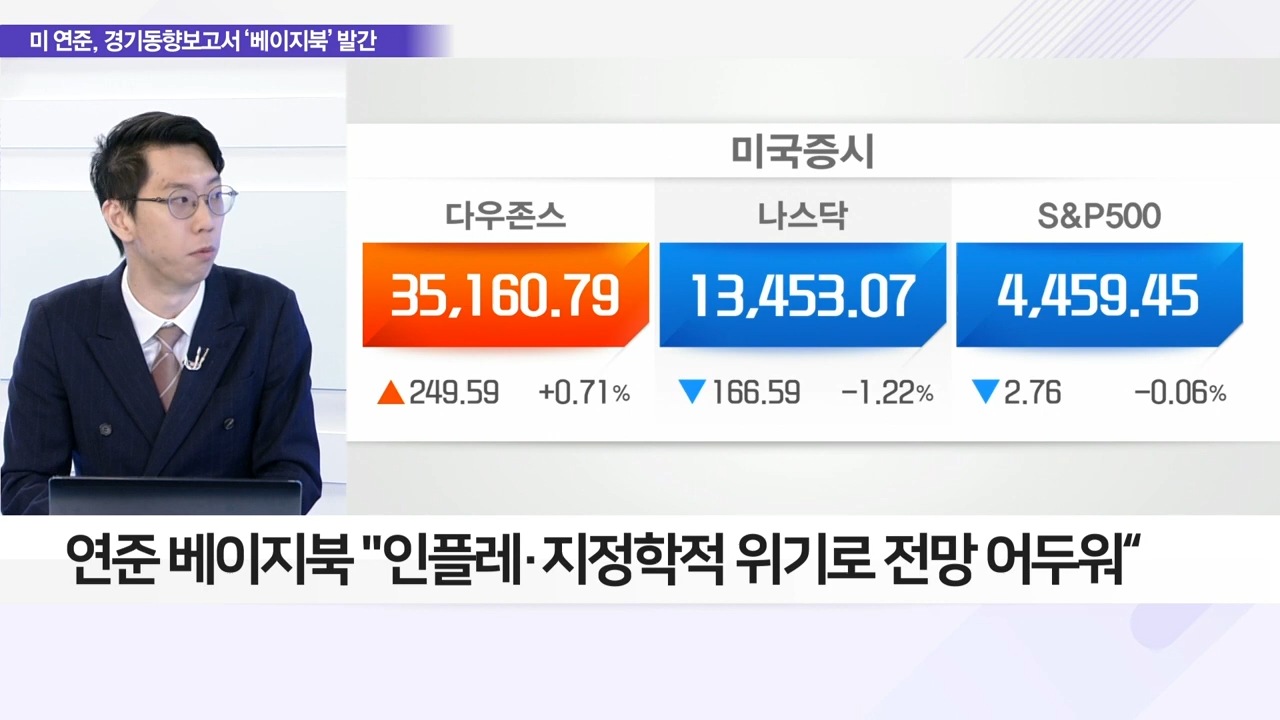 미 연준, 경기동향보고서 ‘베이지북’ 발간
미국증시
다우존스 나스닥 S&P500
35,160.79 13,453.07 4,459.45
▲249.59 +0.71% ▼166.59 -1.22% ▼2.76 -0.06%
연준 베이지북 "인플레·지정학적 위기로 전망 어두워“